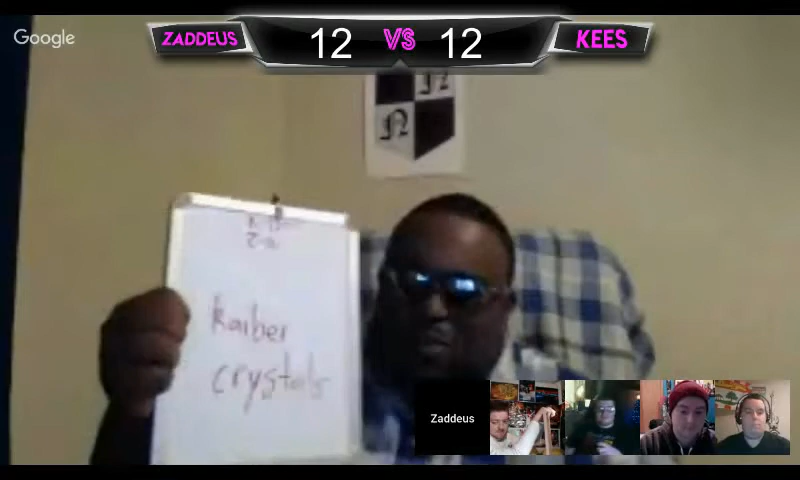 Google
ZADDEUS 12 VS 12 KEES
N
N
kaiber
crystals
Zaddeus